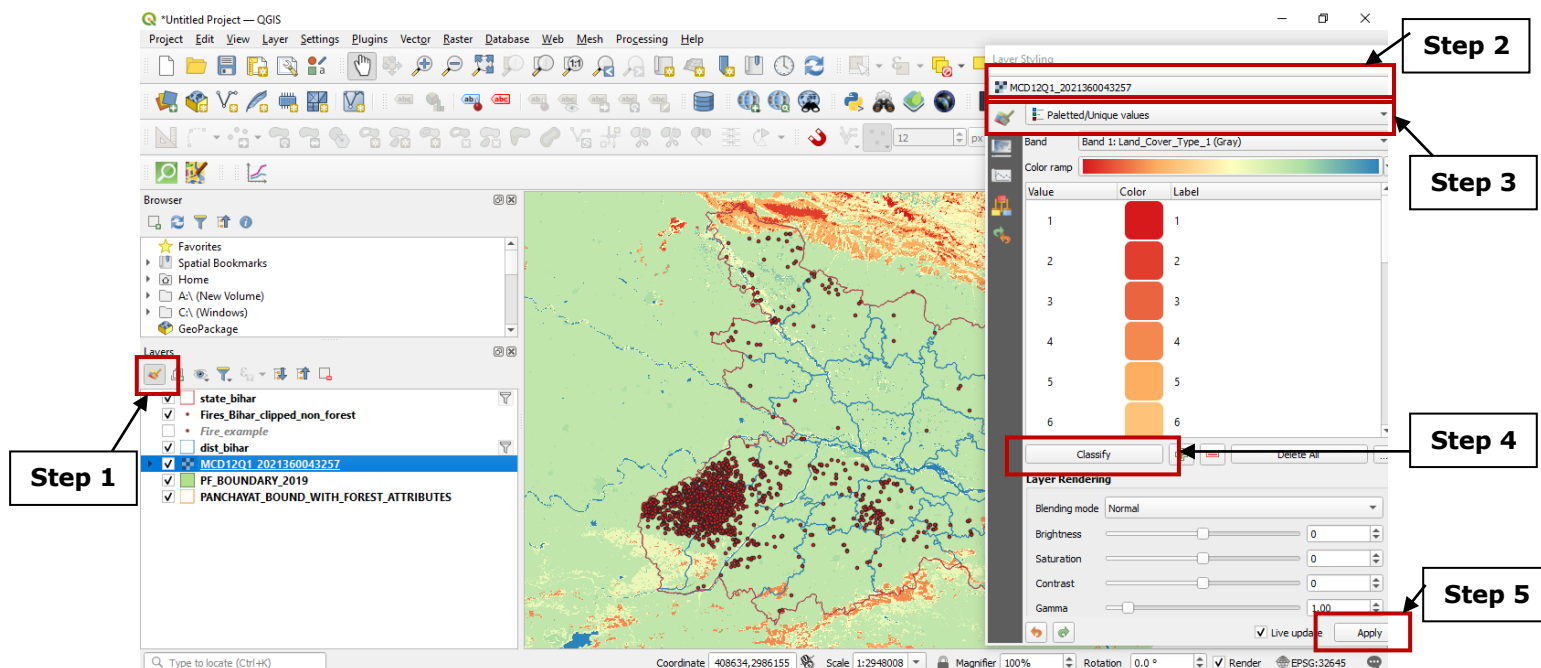 *Untitled Project — QGIS
Project Edit View Layer Settings Plugins Vector Raster Database Web Mesh Processing Help
Step 2
Layer Styling
MCD12Q1_2021360043257
Paletted/Unique values
12 px
Band Band 1: Land_Cover_Type_1 (Gray)
Color ramp
Step 3
Value Color Label
1 1
2 2
3 3
4 4
5 5
6 6
Browser
Favorites
Spatial Bookmarks
Home
A:\ (New Volume)
C:\ (Windows)
GeoPackage
Layers
state_bihar
Fires_Bihar_clipped_non_forest
Fire_example
dist_bihar
MCD12Q1_2021360043257
PF_BOUNDARY_2019
PANCHAYAT_BOUND_WITH_FOREST_ATTRIBUTES
Step 1
Classify Delete All ...
Step 4
Layer Rendering
Blending mode Normal
Brightness 0
Saturation 0
Contrast 0
Gamma 1.00
Step 5
Live update Apply
Type to locate (Ctrl+K) Coordinate 408634,2986155 Scale 1:2948008 Magnifier 100% Rotation 0.0 ° Render EPSG:32645